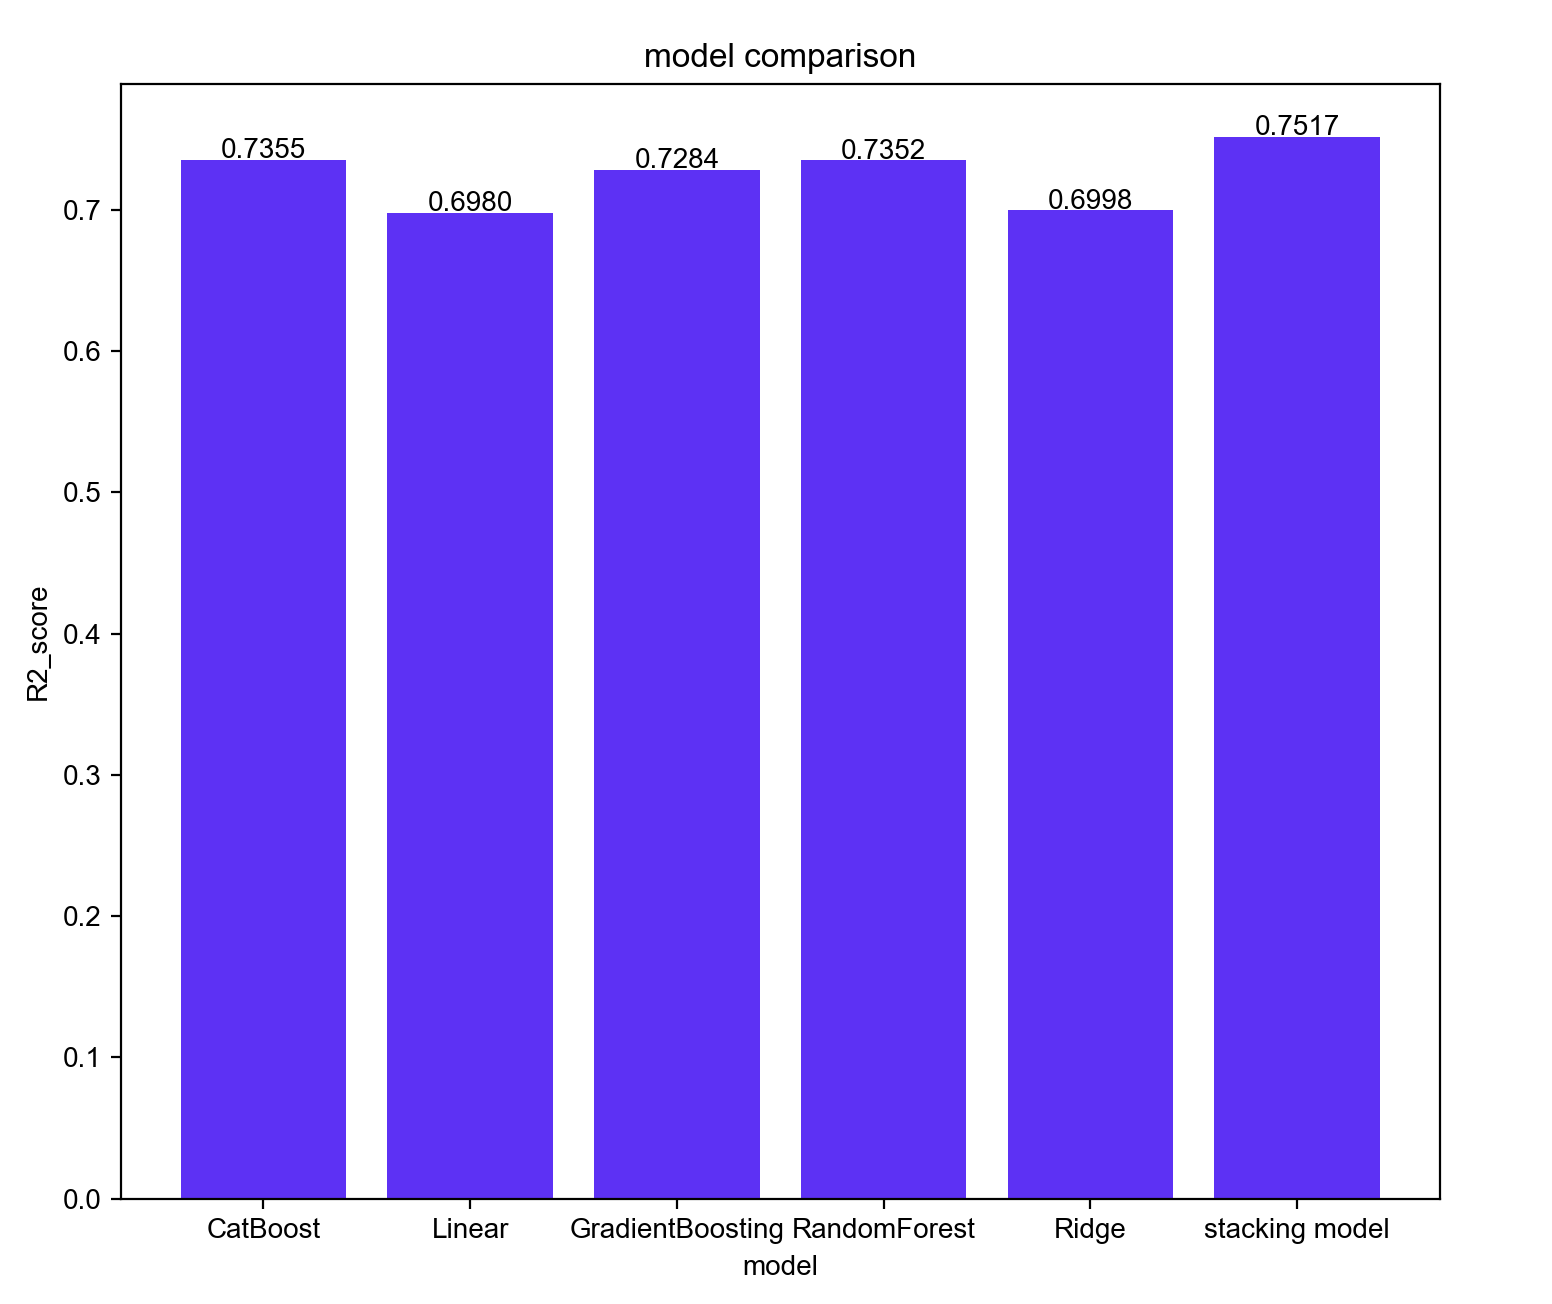 model comparison
0.7355
0.6980
0.7284
0.7352
0.6998
0.7517
0.7
0.6
0.5
0.4
0.3
0.2
0.1
0.0
R2_score
CatBoost
Linear
GradientBoosting
RandomForest
Ridge
stacking model
model